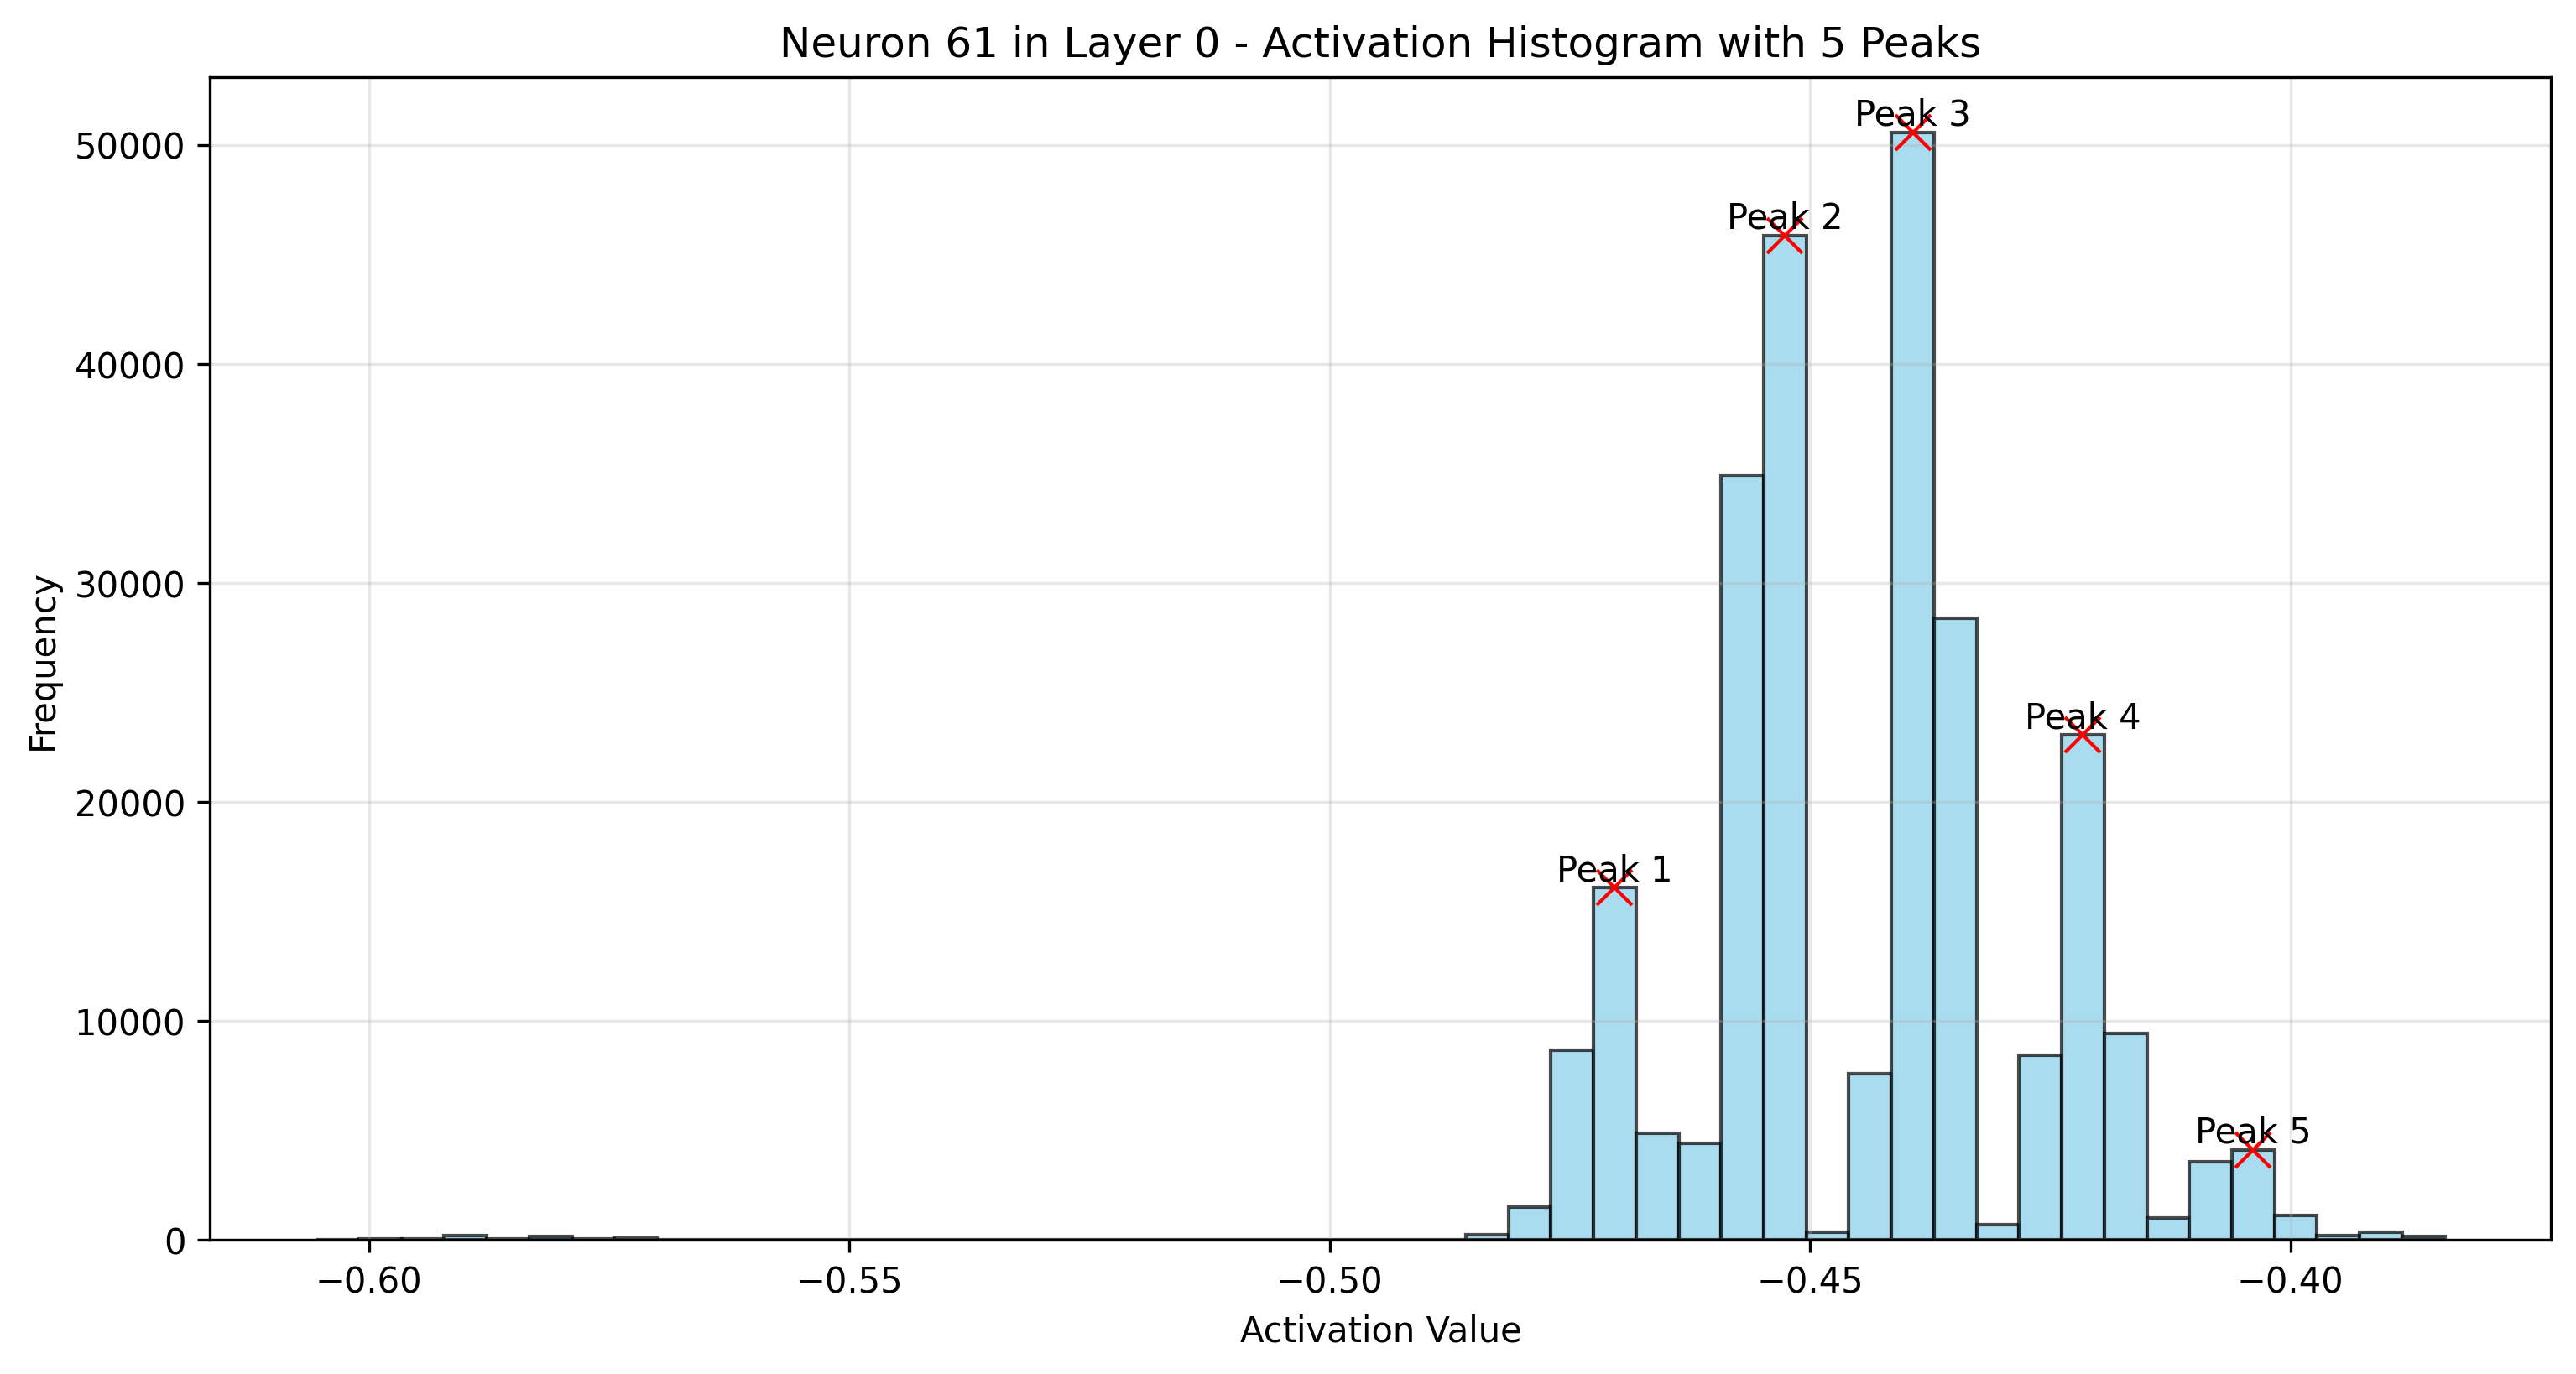 Neuron 61 in Layer 0 - Activation Histogram with 5 Peaks
Peak 3
50000
Peak 2
40000
30000
Frequency
Peak 4
20000
Peak 1
10000
Peak 5
0
−0.60 −0.55 −0.50 −0.45 −0.40
Activation Value